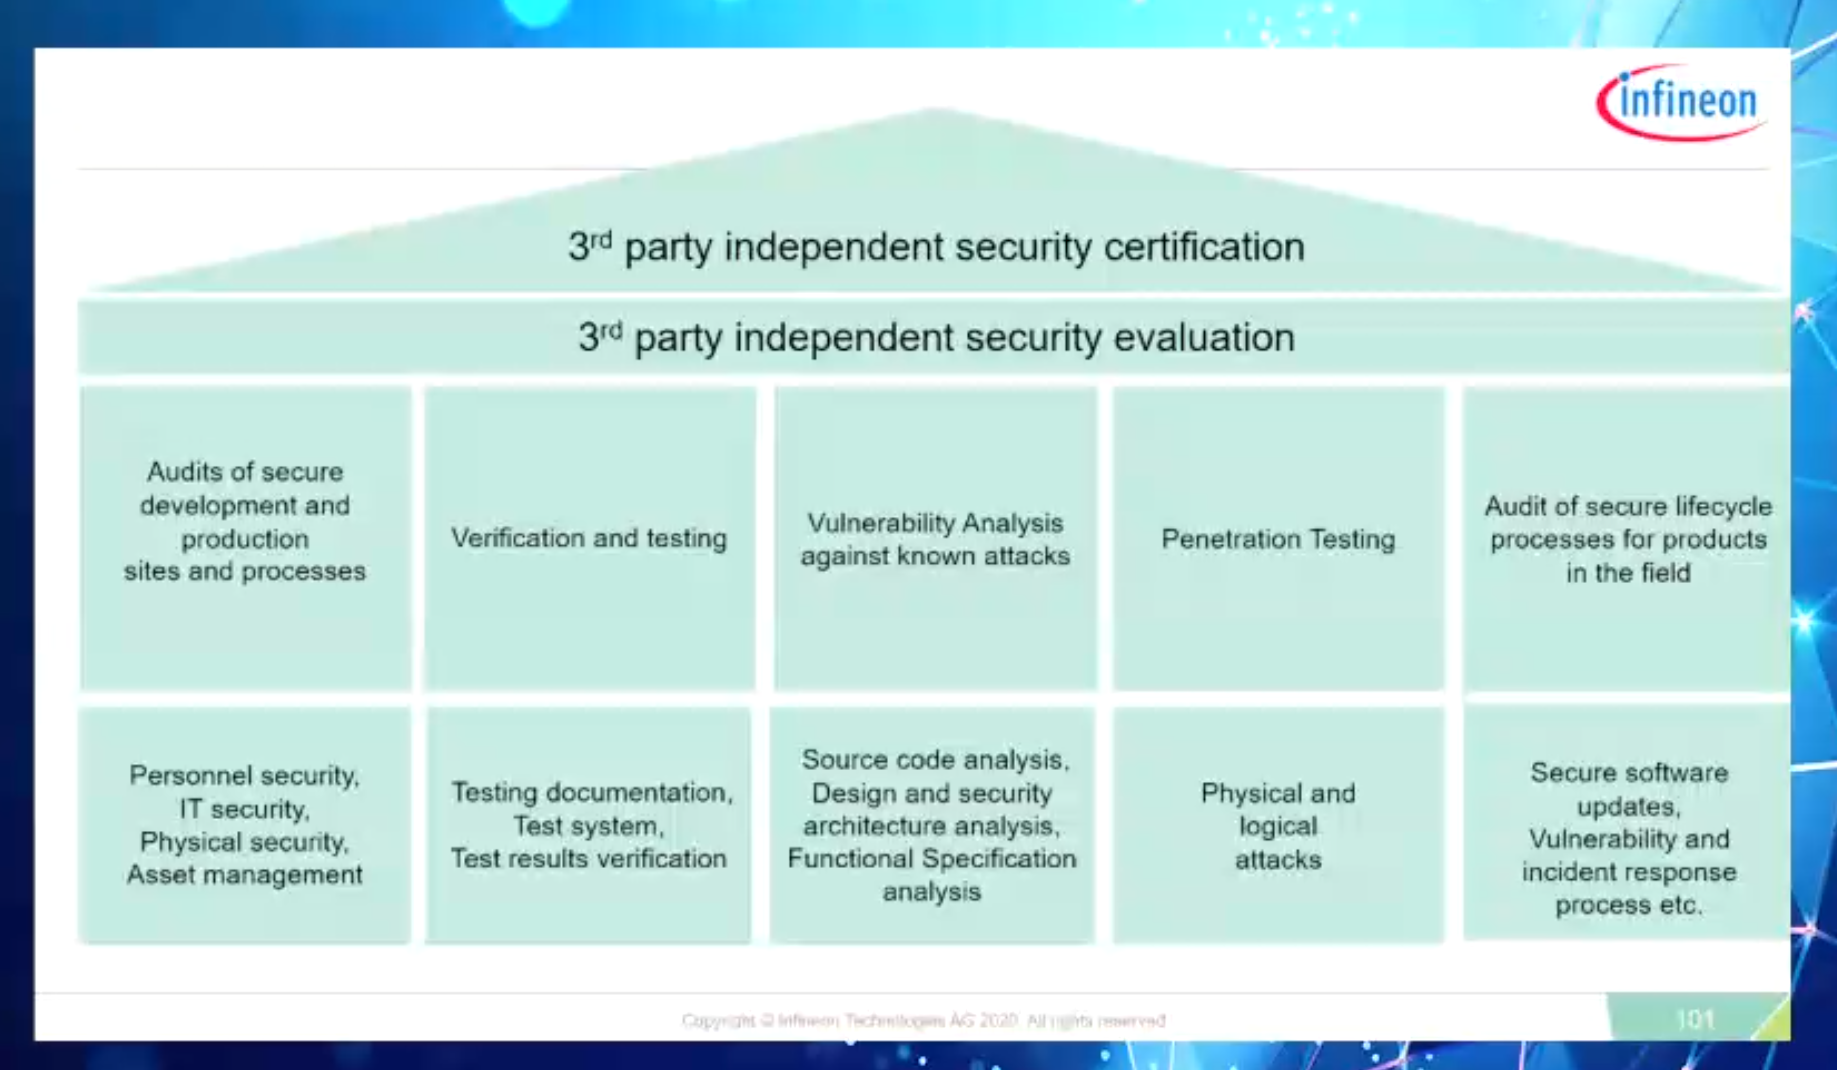 infineon
3rd party independent security certification
3rd party independent security evaluation
Audits of secure
development and
production
sites and processes
Verification and testing
Vulnerability Analysis
against known attacks
Penetration Testing
Audit of secure lifecycle
processes for products
in the field
Personnel security,
IT security,
Physical security,
Asset management
Testing documentation,
Test system,
Test results verification
Source code analysis,
Design and security
architecture analysis,
Functional Specification
analysis
Physical and
logical
attacks
Secure software
updates,
Vulnerability and
incident response
process etc.
Copyright © Infineon Technologies AG 2020. All rights reserved.
101